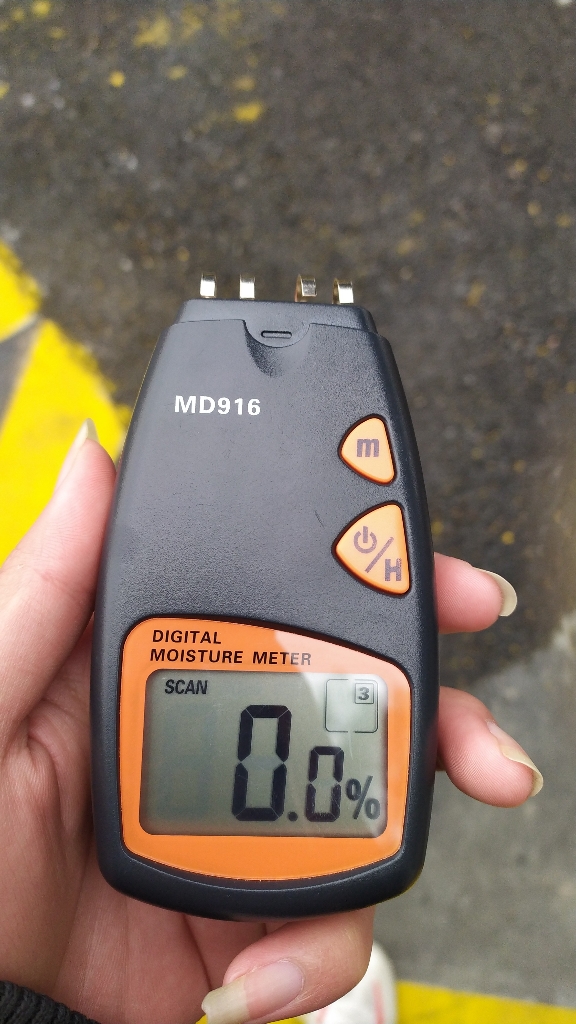 MD916
m
/H
DIGITAL
MOISTURE METER
SCAN
3
0.0%